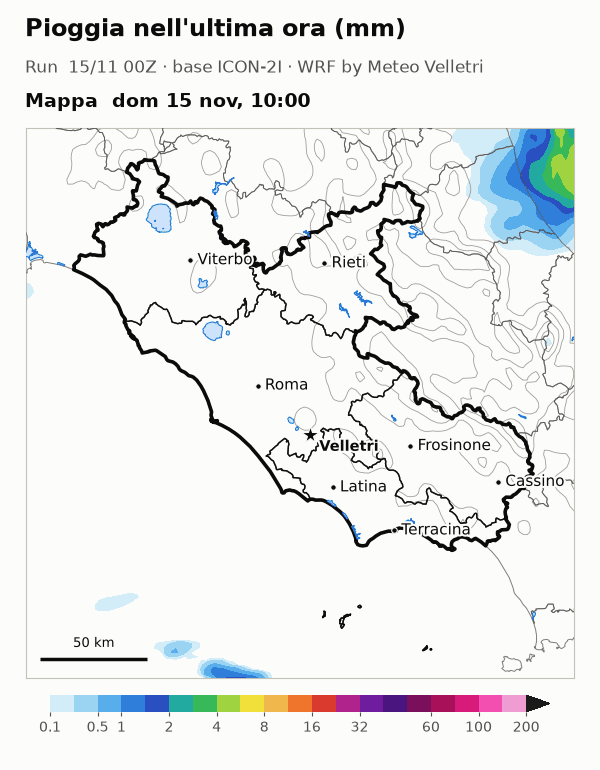 Pioggia nell'ultima ora (mm)
Run 15/11 00Z · base ICON-2I · WRF by Meteo Velletri
Mappa dom 15 nov, 10:00
Viterbo
Rieti
Roma
Velletri
Frosinone
Latina
Cassino
Terracina
50 km
0.1 0.5 1 2 4 8 16 32 60 100 200